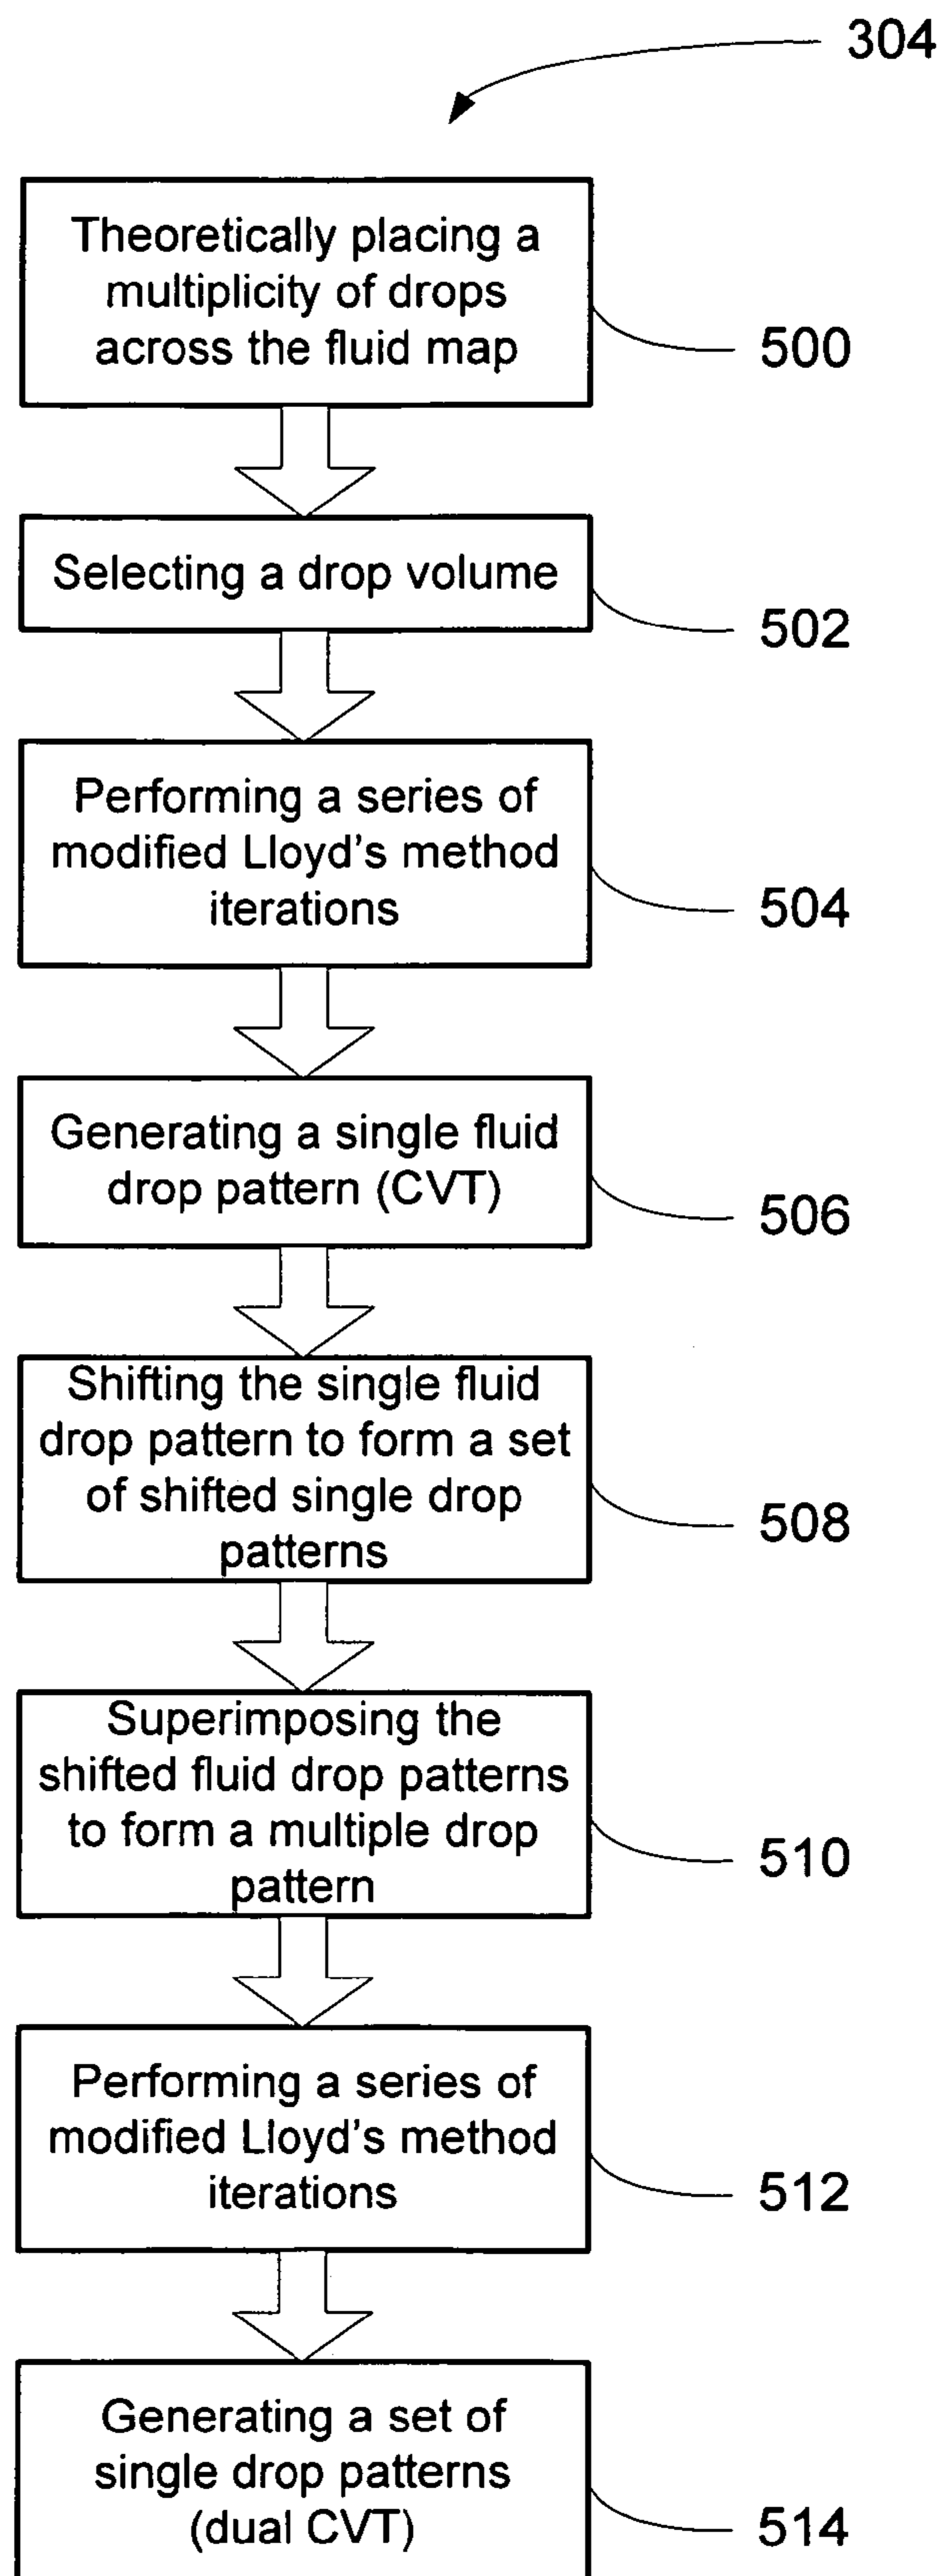 304
Theoretically placing a
multiplicity of drops
across the fluid map
500
Selecting a drop volume
502
Performing a series of
modified Lloyd's method
iterations
504
Generating a single fluid
drop pattern (CVT)
506
Shifting the single fluid
drop pattern to form a set
of shifted single drop
patterns
508
Superimposing the
shifted fluid drop patterns
to form a multiple drop
pattern
510
Performing a series of
modified Lloyd's method
iterations
512
Generating a set of
single drop patterns
(dual CVT)
514